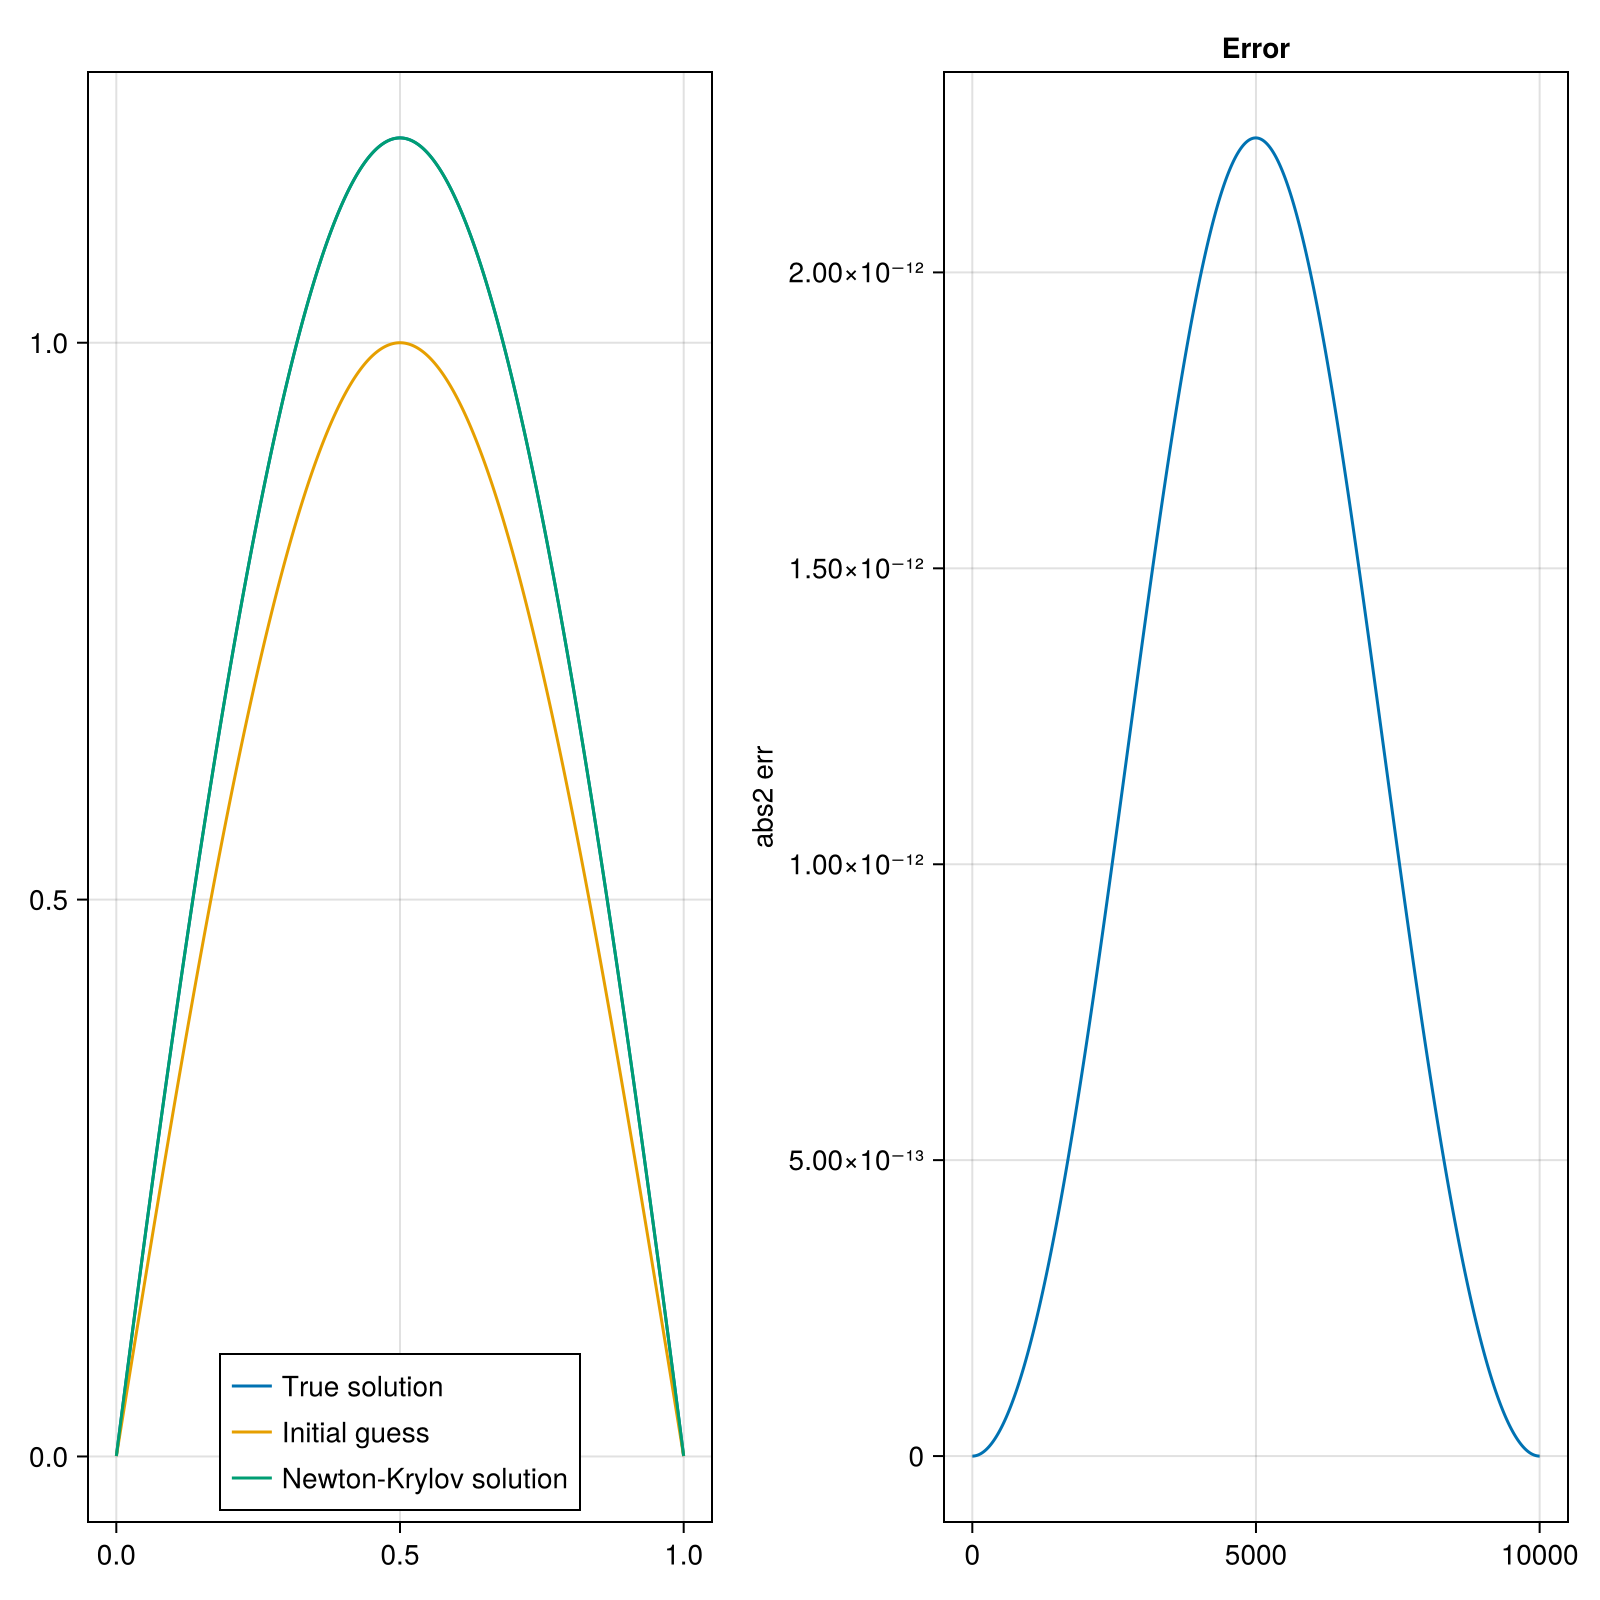 1.0
0.5
0.0
0.0 0.5 1.0
True solution
Initial guess
Newton-Krylov solution
Error
abs2 err
2.00×10⁻¹²
1.50×10⁻¹²
1.00×10⁻¹²
5.00×10⁻¹³
0
0 5000 10000